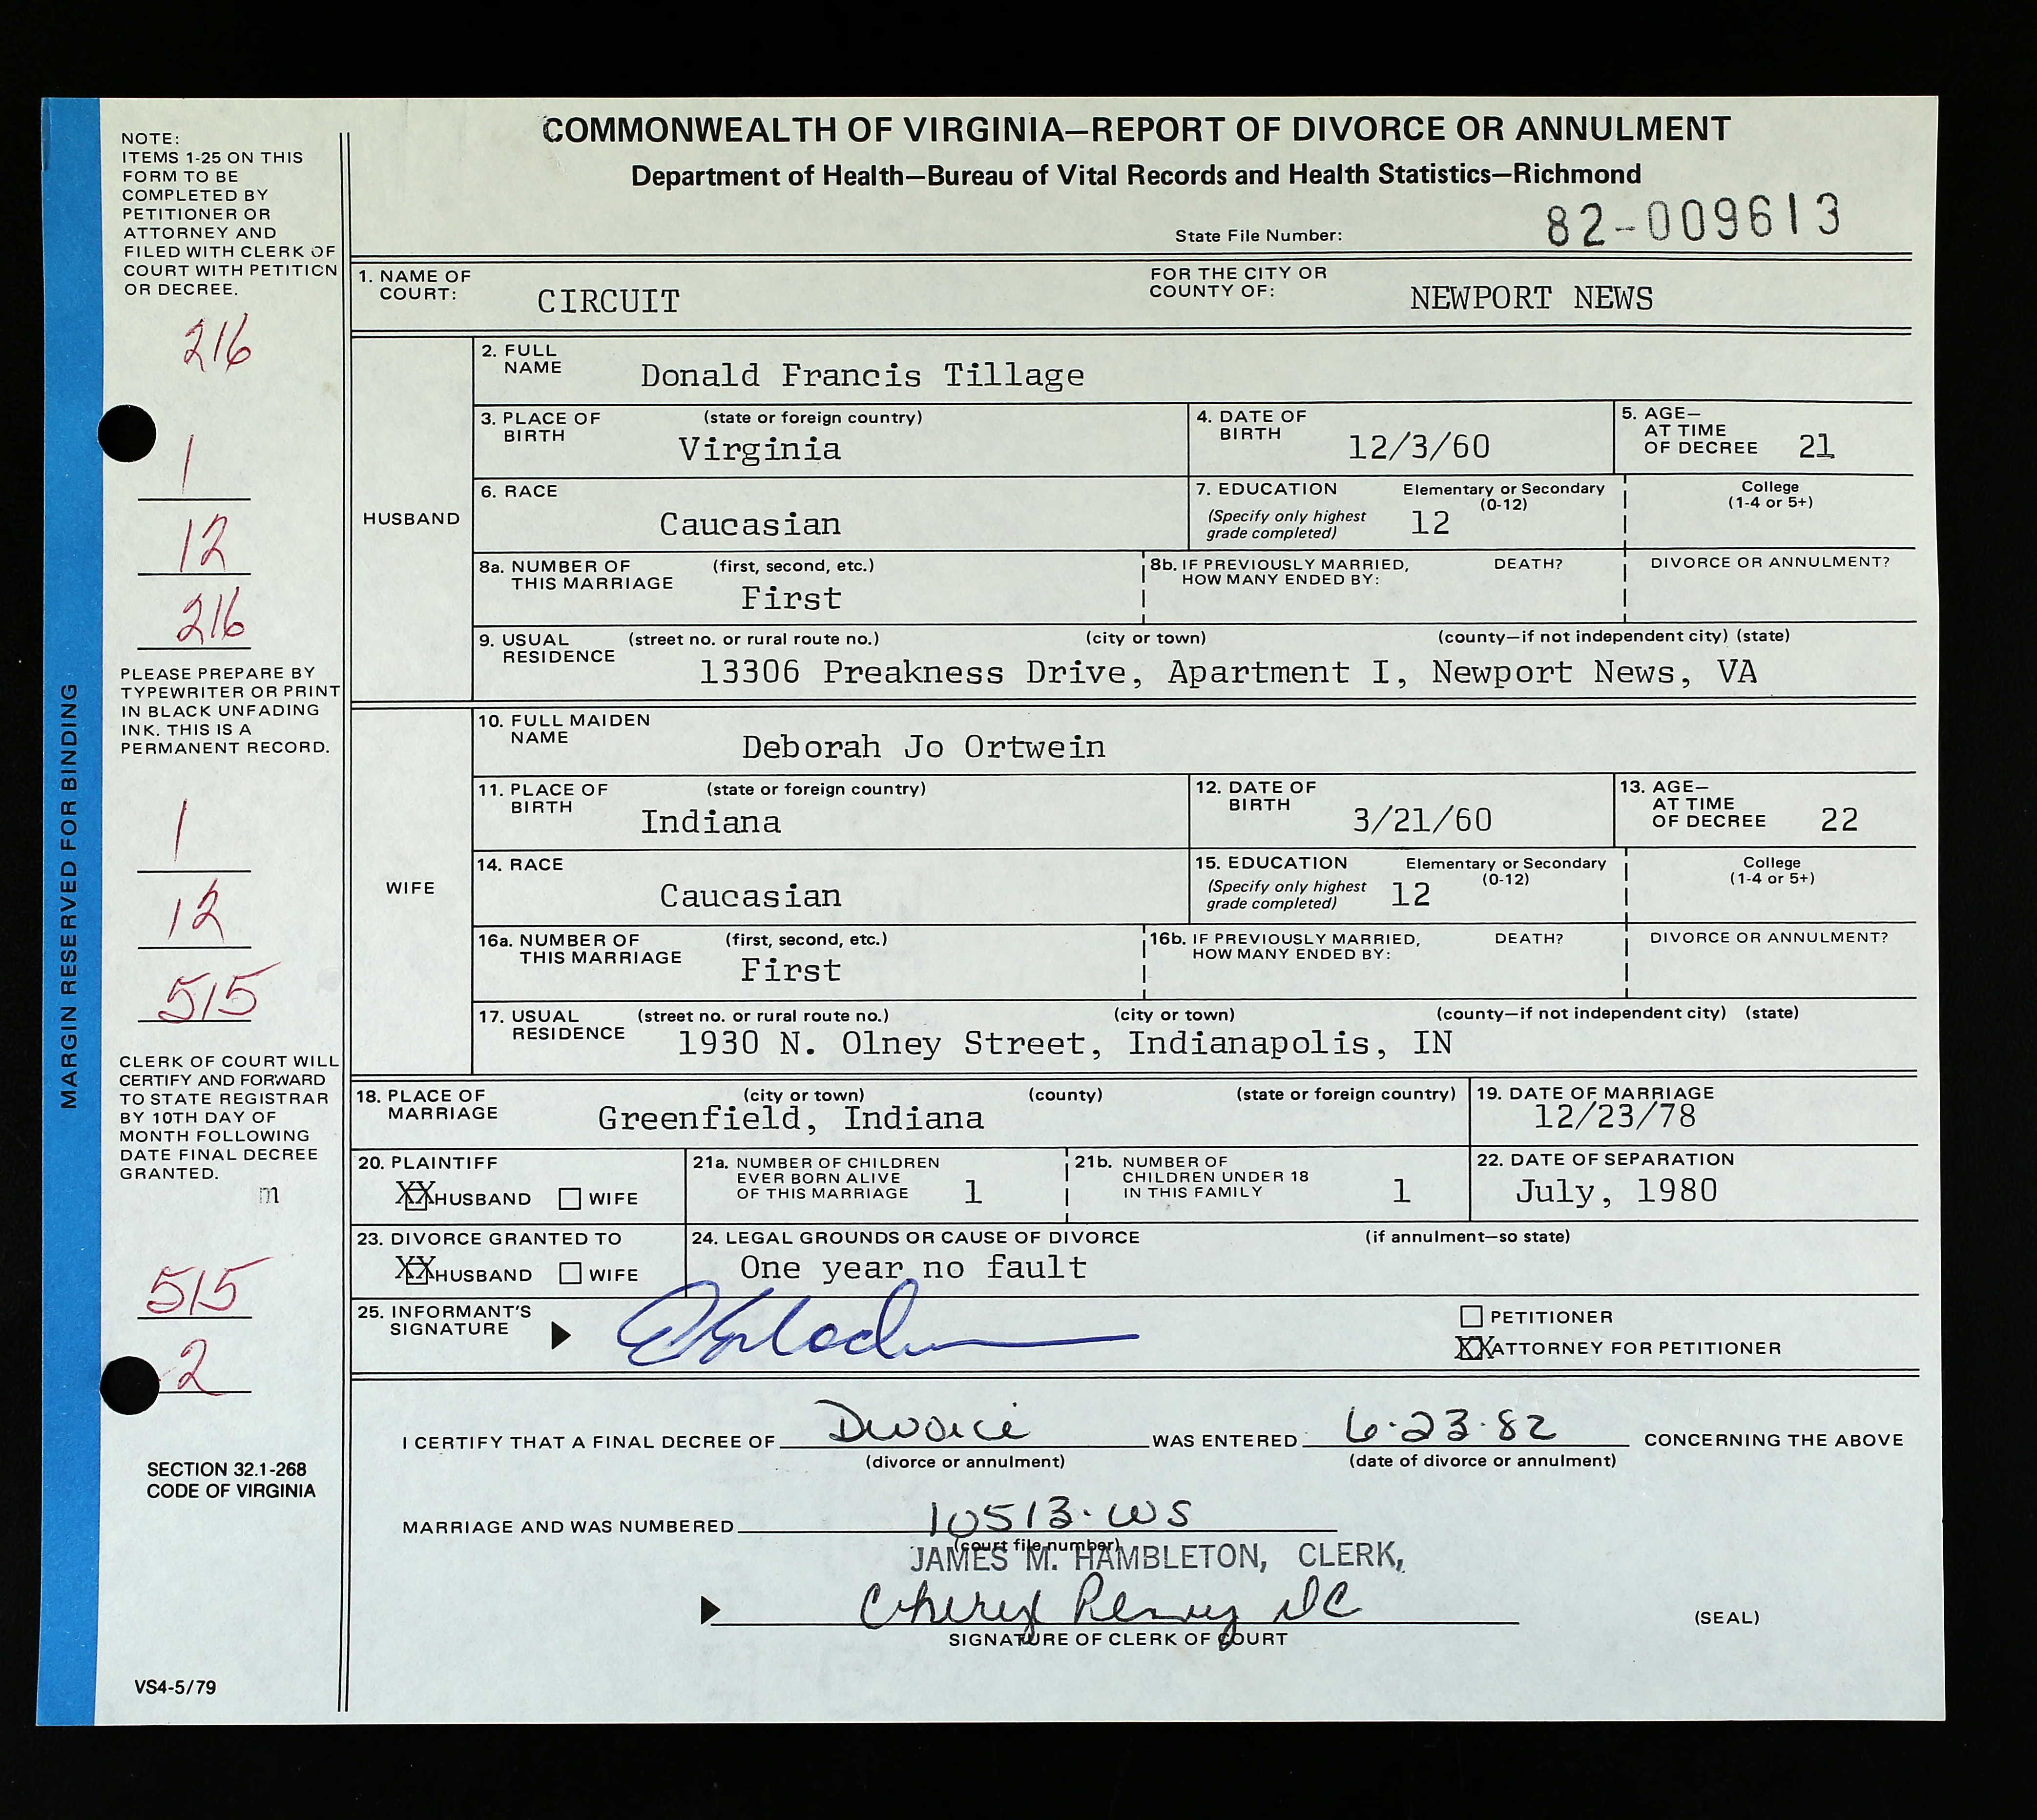 COMMONWEALTH OF VIRGINIA—REPORT OF DIVORCE OR ANNULMENT
Department of Health—Bureau of Vital Records and Health Statistics—Richmond
State File Number: 82-009613
NOTE:
ITEMS 1-25 ON THIS
FORM TO BE
COMPLETED BY
PETITIONER OR
ATTORNEY AND
FILED WITH CLERK OF
COURT WITH PETITION
OR DECREE.
216
1
12
216
PLEASE PREPARE BY
TYPEWRITER OR PRINT
IN BLACK UNFADING
INK. THIS IS A
PERMANENT RECORD.
1
12
515
CLERK OF COURT WILL
CERTIFY AND FORWARD
TO STATE REGISTRAR
BY 10TH DAY OF
MONTH FOLLOWING
DATE FINAL DECREE
GRANTED.
m
515
2
SECTION 32.1-268
CODE OF VIRGINIA
VS4-5/79
MARGIN RESERVED FOR BINDING
1. NAME OF COURT: CIRCUIT
FOR THE CITY OR COUNTY OF: NEWPORT NEWS
HUSBAND
2. FULL NAME Donald Francis Tillage
3. PLACE OF BIRTH (state or foreign country) Virginia
4. DATE OF BIRTH 12/3/60
5. AGE— AT TIME OF DECREE 21
6. RACE Caucasian
7. EDUCATION (Specify only highest grade completed) Elementary or Secondary (0-12) 12
College (1-4 or 5+)
8a. NUMBER OF THIS MARRIAGE (first, second, etc.) First
8b. IF PREVIOUSLY MARRIED, HOW MANY ENDED BY: DEATH? DIVORCE OR ANNULMENT?
9. USUAL RESIDENCE (street no. or rural route no.) (city or town) (county—if not independent city) (state)
13306 Preakness Drive, Apartment I, Newport News, VA
WIFE
10. FULL MAIDEN NAME Deborah Jo Ortwein
11. PLACE OF BIRTH (state or foreign country) Indiana
12. DATE OF BIRTH 3/21/60
13. AGE— AT TIME OF DECREE 22
14. RACE Caucasian
15. EDUCATION (Specify only highest grade completed) Elementary or Secondary (0-12) 12
College (1-4 or 5+)
16a. NUMBER OF THIS MARRIAGE (first, second, etc.) First
16b. IF PREVIOUSLY MARRIED, HOW MANY ENDED BY: DEATH? DIVORCE OR ANNULMENT?
17. USUAL RESIDENCE (street no. or rural route no.) (city or town) (county—if not independent city) (state)
1930 N. Olney Street, Indianapolis, IN
18. PLACE OF MARRIAGE (city or town) (county) (state or foreign country)
Greenfield, Indiana
19. DATE OF MARRIAGE 12/23/78
20. PLAINTIFF
XX HUSBAND WIFE
21a. NUMBER OF CHILDREN EVER BORN ALIVE OF THIS MARRIAGE 1
21b. NUMBER OF CHILDREN UNDER 18 IN THIS FAMILY 1
22. DATE OF SEPARATION July, 1980
23. DIVORCE GRANTED TO
XX HUSBAND WIFE
24. LEGAL GROUNDS OR CAUSE OF DIVORCE (if annulment—so state)
One year no fault
25. INFORMANT'S SIGNATURE
PETITIONER
XX ATTORNEY FOR PETITIONER
I CERTIFY THAT A FINAL DECREE OF Divorce WAS ENTERED 6-23-82 CONCERNING THE ABOVE
(divorce or annulment) (date of divorce or annulment)
MARRIAGE AND WAS NUMBERED 10513-WS
(court file number)
JAMES M. HAMBLETON, CLERK,
Cheryl DC
SIGNATURE OF CLERK OF COURT
(SEAL)